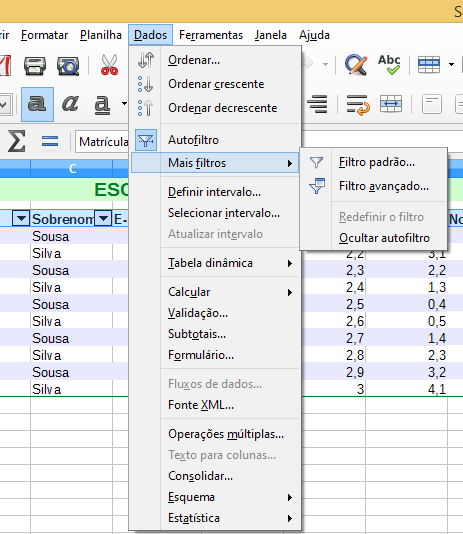 S
rir Formatar Planilha Dados Ferramentas Janela Ajuda
Abc
a a a
Σ = Matrícula
C
ESC
Sobrenom E- No
Sousa
Silva 2,2 3,1
Sousa 2,3 2,2
Silva 2,4 1,3
Sousa 2,5 0,4
Silva 2,6 0,5
Sousa 2,7 1,4
Silva 2,8 2,3
Sousa 2,9 3,2
Silva 3 4,1
Ordenar...
Ordenar crescente
Ordenar decrescente
Autofiltro
Mais filtros
Definir intervalo...
Selecionar intervalo...
Atualizar intervalo
Tabela dinâmica
Calcular
Validação...
Subtotais...
Formulário...
Fluxos de dados...
Fonte XML...
Operações múltiplas...
Texto para colunas...
Consolidar...
Esquema
Estatística
Filtro padrão...
Filtro avançado...
Redefinir o filtro
Ocultar autofiltro